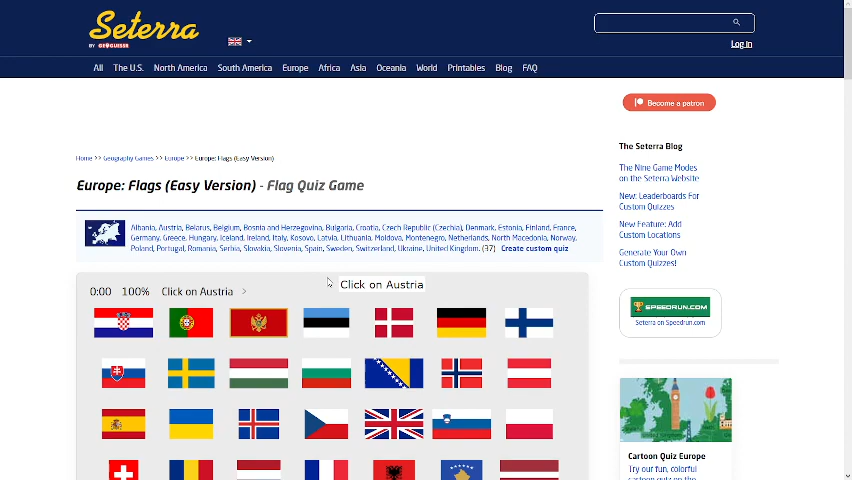 Seterra
BY GEOGUESSR
Log in
All The U.S. North America South America Europe Africa Asia Oceania World Printables Blog FAQ
Become a patron
Home >> Geography Games >> Europe >> Europe: Flags (Easy Version)
Europe: Flags (Easy Version) - Flag Quiz Game
Albania, Austria, Belarus, Belgium, Bosnia and Herzegovina, Bulgaria, Croatia, Czech Republic (Czechia), Denmark, Estonia, Finland, France,
Germany, Greece, Hungary, Iceland, Ireland, Italy, Kosovo, Latvia, Lithuania, Moldova, Montenegro, Netherlands, North Macedonia, Norway,
Poland, Portugal, Romania, Serbia, Slovakia, Slovenia, Spain, Sweden, Switzerland, Ukraine, United Kingdom. (37) Create custom quiz
0:00 100% Click on Austria
Click on Austria
The Seterra Blog
The Nine Game Modes
on the Seterra Website
New: Leaderboards For
Custom Quizzes
New Feature: Add
Custom Locations
Generate Your Own
Custom Quizzes!
SPEEDRUN.COM
Seterra on Speedrun.com
Cartoon Quiz Europe
Try our fun, colorful
cartoon quiz on the